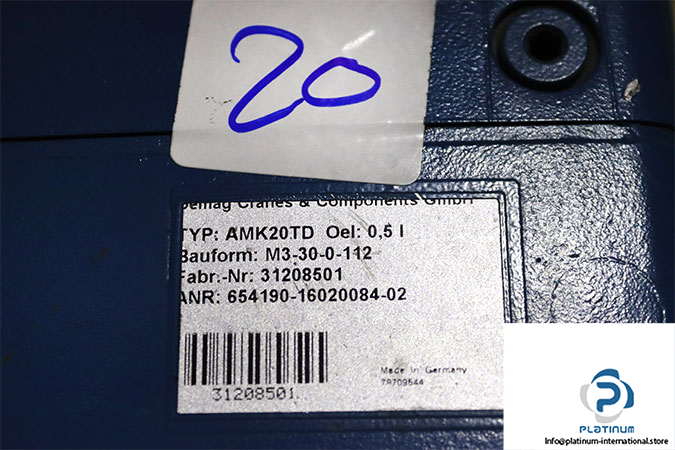 20
Demag Cranes & Components GmbH
TYP: AMK20TD Oel: 0,5 l
Bauform: M3-30-0-112
Fabr.-Nr: 31208501
ANR: 654190-16020084-02
31208501
Made in Germany
78709544
PLATINUM
Info@platinum-international.store